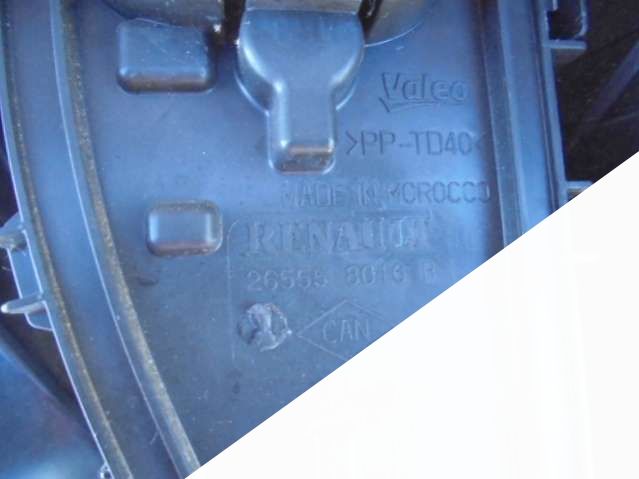 Valeo
>PP-TD40<
MADE IN MOROCCO
RENAULT
26555 8013 R
CAN